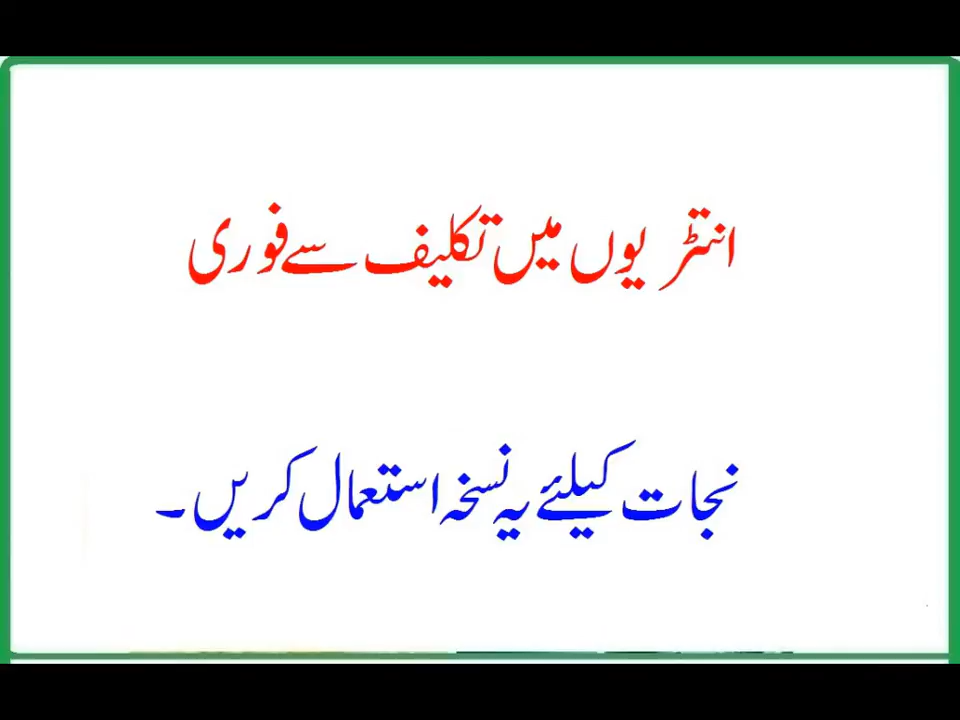 انتڑیوں میں تکلیف سے فوری
نجات کیلئے یہ نسخہ استعمال کریں۔